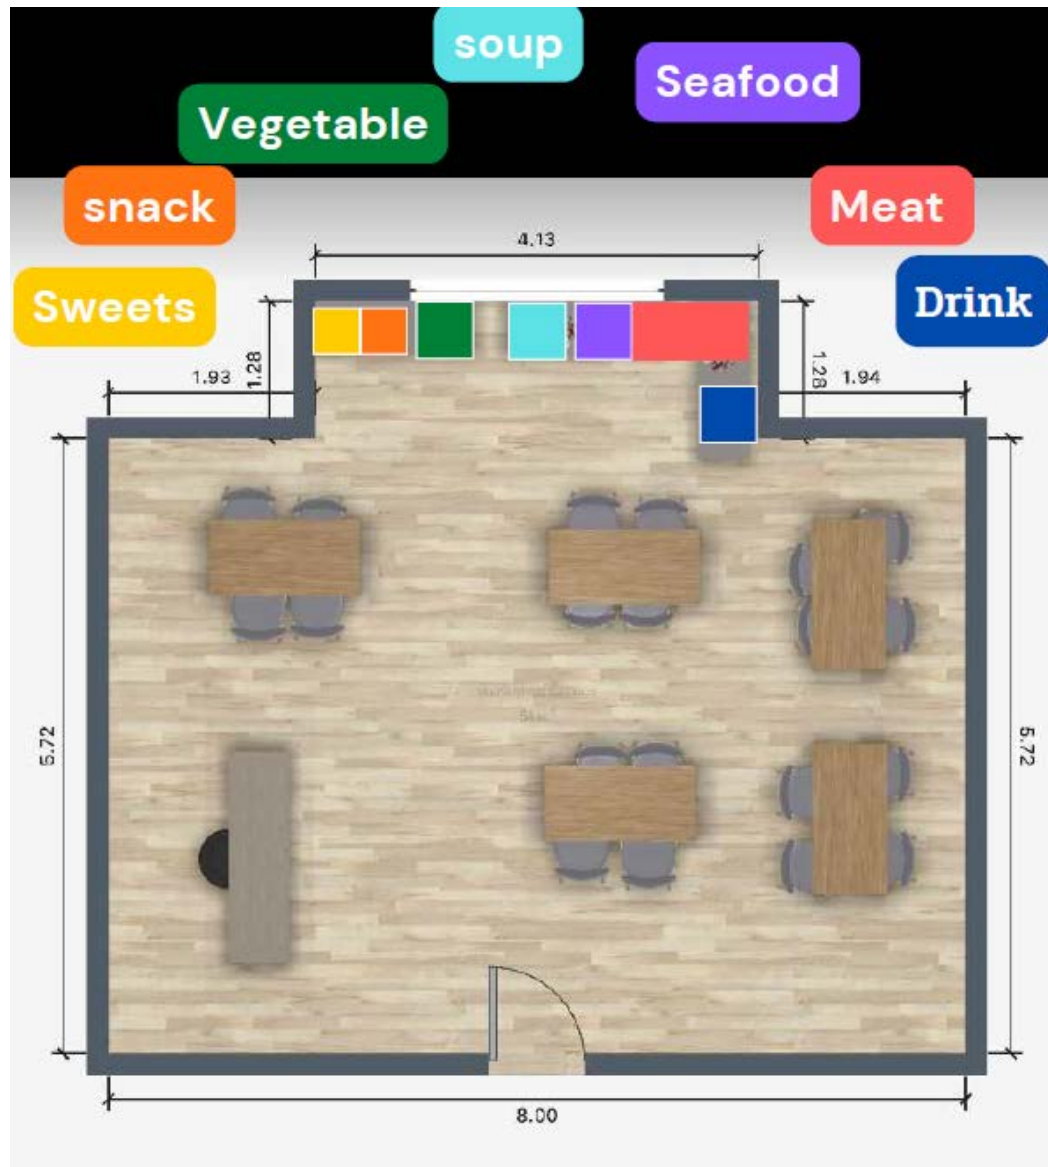 soup
Seafood
Vegetable
snack
Meat
Sweets
Drink
4.13
1.93
1.28
1.28
1.94
5.72
5.72
8.00